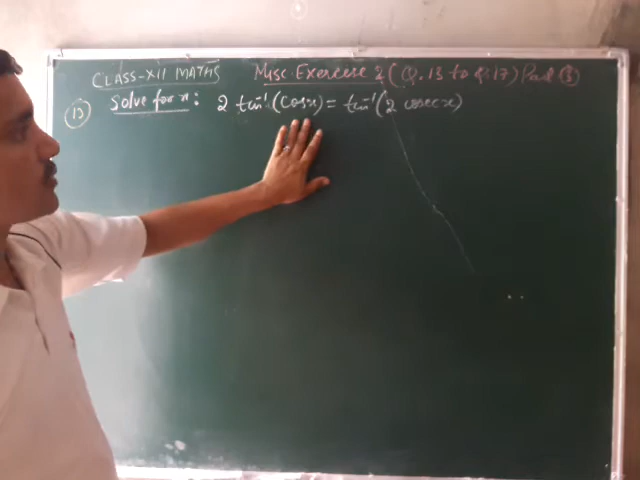 CLASS-XII MATHS Misc. Exercise 2 (Q.13 to Q.17) Part ③
⑬ Solve for x : 2 tan⁻¹ (cosx) = tan⁻¹ (2 cosec x)